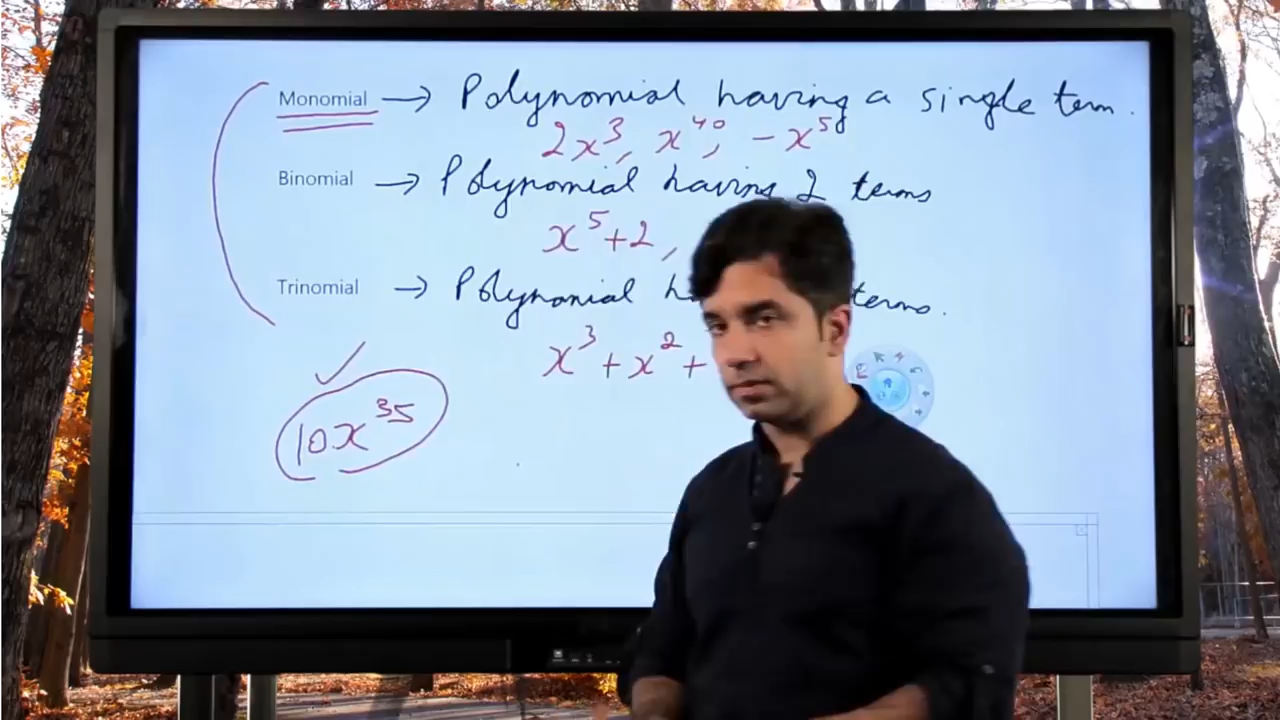 Monomial → Polynomial having a single term.
2x³, x⁴⁰, -x⁵
Binomial → Polynomial having 2 terms
x⁵+2,
Trinomial → Polynomial terms.
x³+x²+
10x³⁵